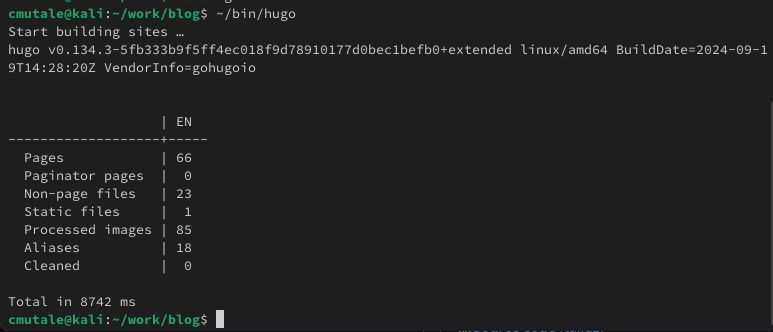 cmutale@kali:~/work/blog$ ~/bin/hugo
Start building sites …
hugo v0.134.3-5fb333b9f5ff4ec018f9d78910177d0bec1befb0+extended linux/amd64 BuildDate=2024-09-1
9T14:28:20Z VendorInfo=gohugoio
                   | EN
-------------------+-----
  Pages            | 66
  Paginator pages  |  0
  Non-page files   | 23
  Static files     |  1
  Processed images | 85
  Aliases          | 18
  Cleaned          |  0
Total in 8742 ms
cmutale@kali:~/work/blog$